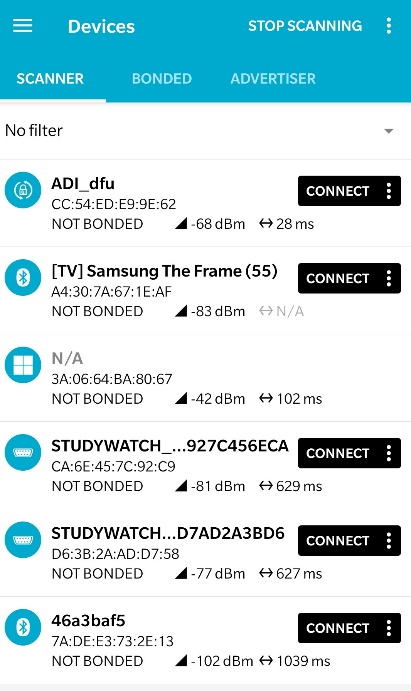 Devices STOP SCANNING
SCANNER BONDED ADVERTISER
No filter
ADI_dfu
CC:54:ED:E9:9E:62
NOT BONDED -68 dBm 28 ms
CONNECT
[TV] Samsung The Frame (55)
A4:30:7A:67:1E:AF
NOT BONDED -83 dBm N/A
CONNECT
N/A
3A:06:64:BA:80:67
NOT BONDED -42 dBm 102 ms
STUDYWATCH_...927C456ECA
CA:6E:45:7C:92:C9
NOT BONDED -81 dBm 629 ms
CONNECT
STUDYWATCH...D7AD2A3BD6
D6:3B:2A:AD:D7:58
NOT BONDED -77 dBm 627 ms
CONNECT
46a3baf5
7A:DE:E3:73:2E:13
NOT BONDED -102 dBm 1039 ms
CONNECT